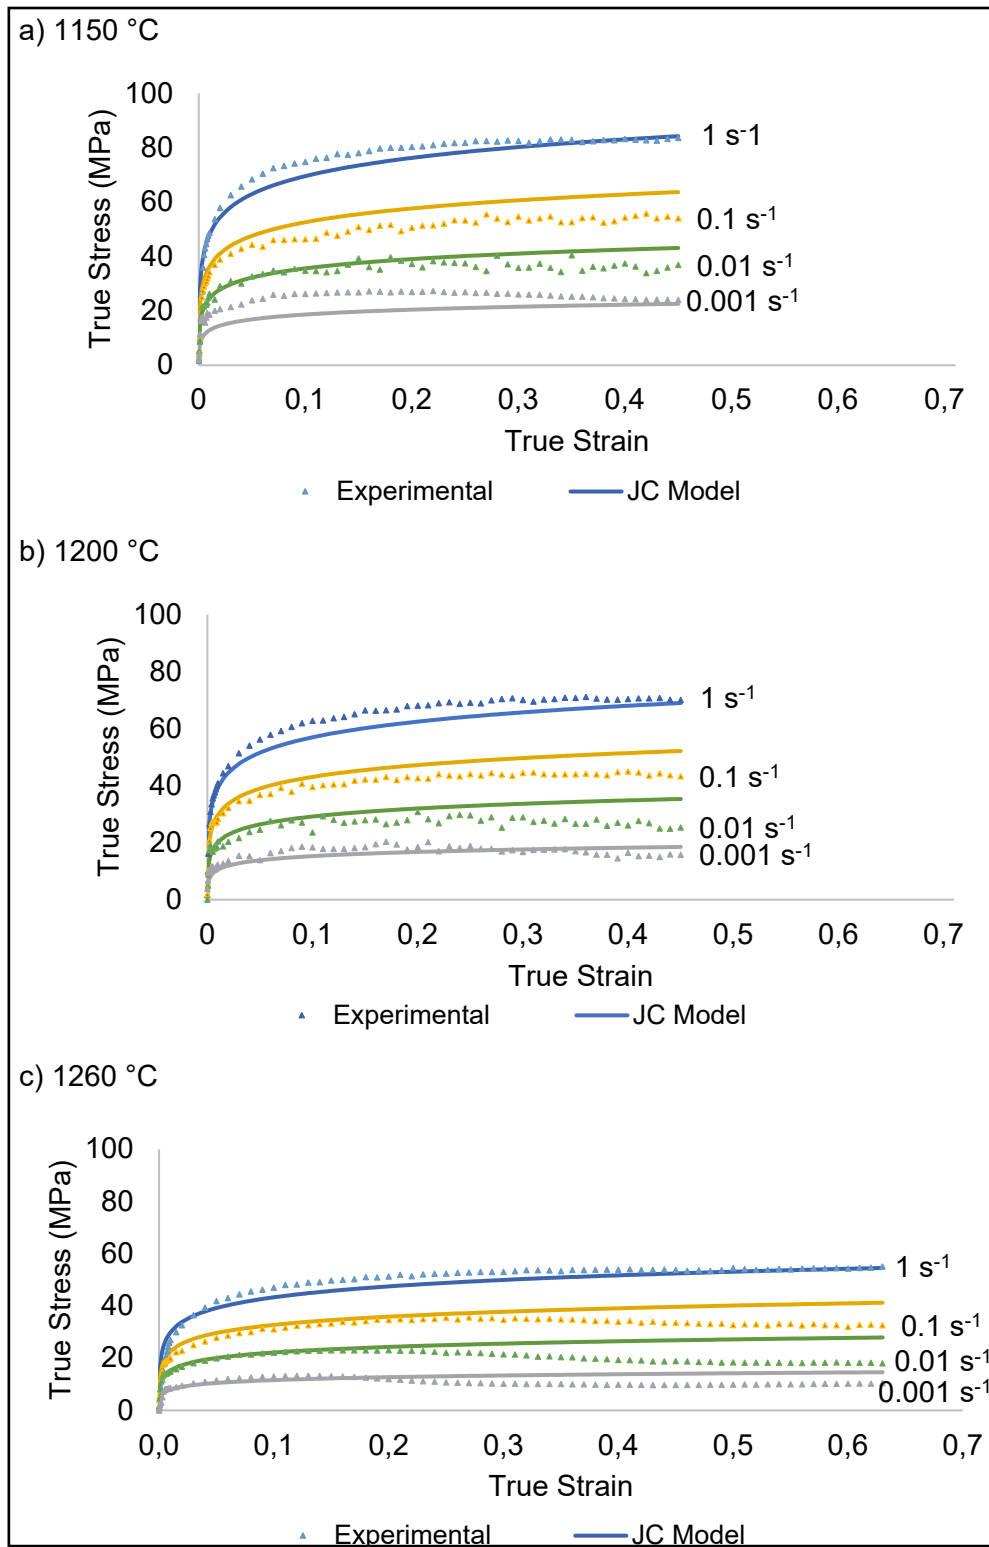 a) 1150 °C
100
80
60
40
20
0
True Stress (MPa)
1 s-1
0.1 s-1
0.01 s-1
0.001 s-1
0 0,1 0,2 0,3 0,4 0,5 0,6 0,7
True Strain
Experimental JC Model
b) 1200 °C
100
80
60
40
20
0
True Stress (MPa)
1 s-1
0.1 s-1
0.01 s-1
0.001 s-1
0 0,1 0,2 0,3 0,4 0,5 0,6 0,7
True Strain
Experimental JC Model
c) 1260 °C
100
80
60
40
20
0
True Stress (MPa)
1 s-1
0.1 s-1
0.01 s-1
0.001 s-1
0,0 0,1 0,2 0,3 0,4 0,5 0,6 0,7
True Strain
Experimental JC Model